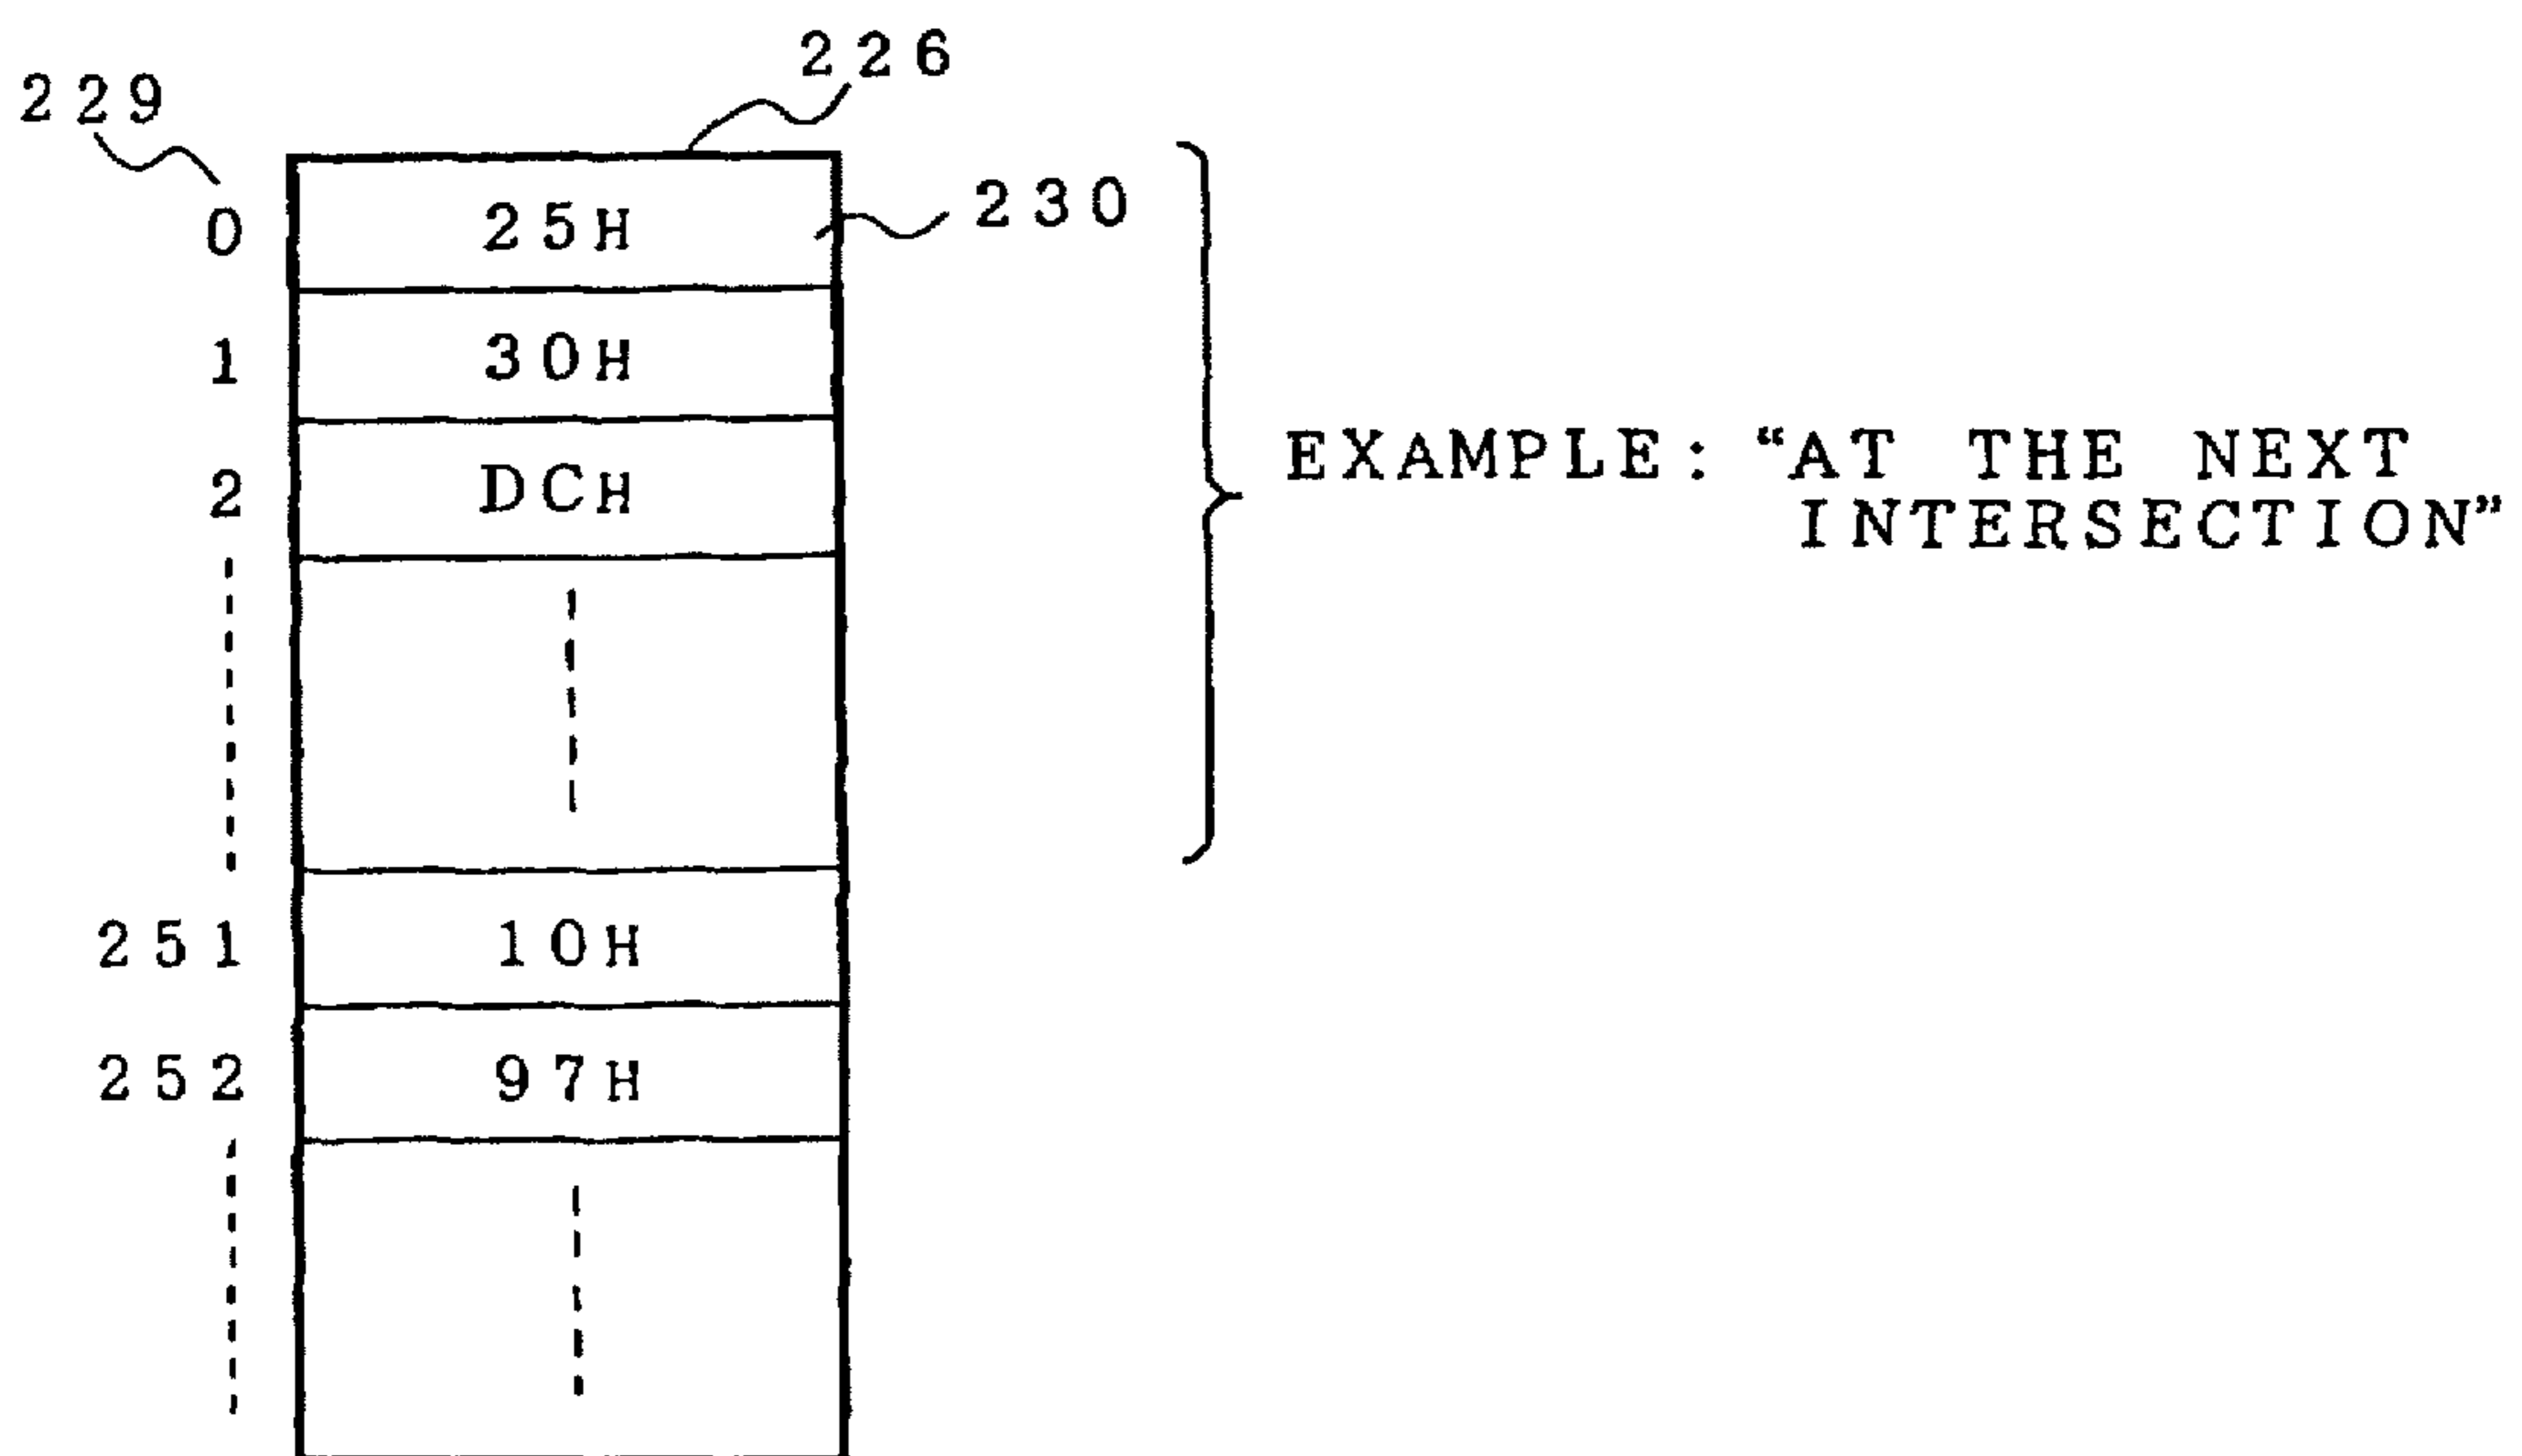 226
229
0 25H 230
1 30H
2 DCH
EXAMPLE: “AT THE NEXT
INTERSECTION”
251 10H
252 97H